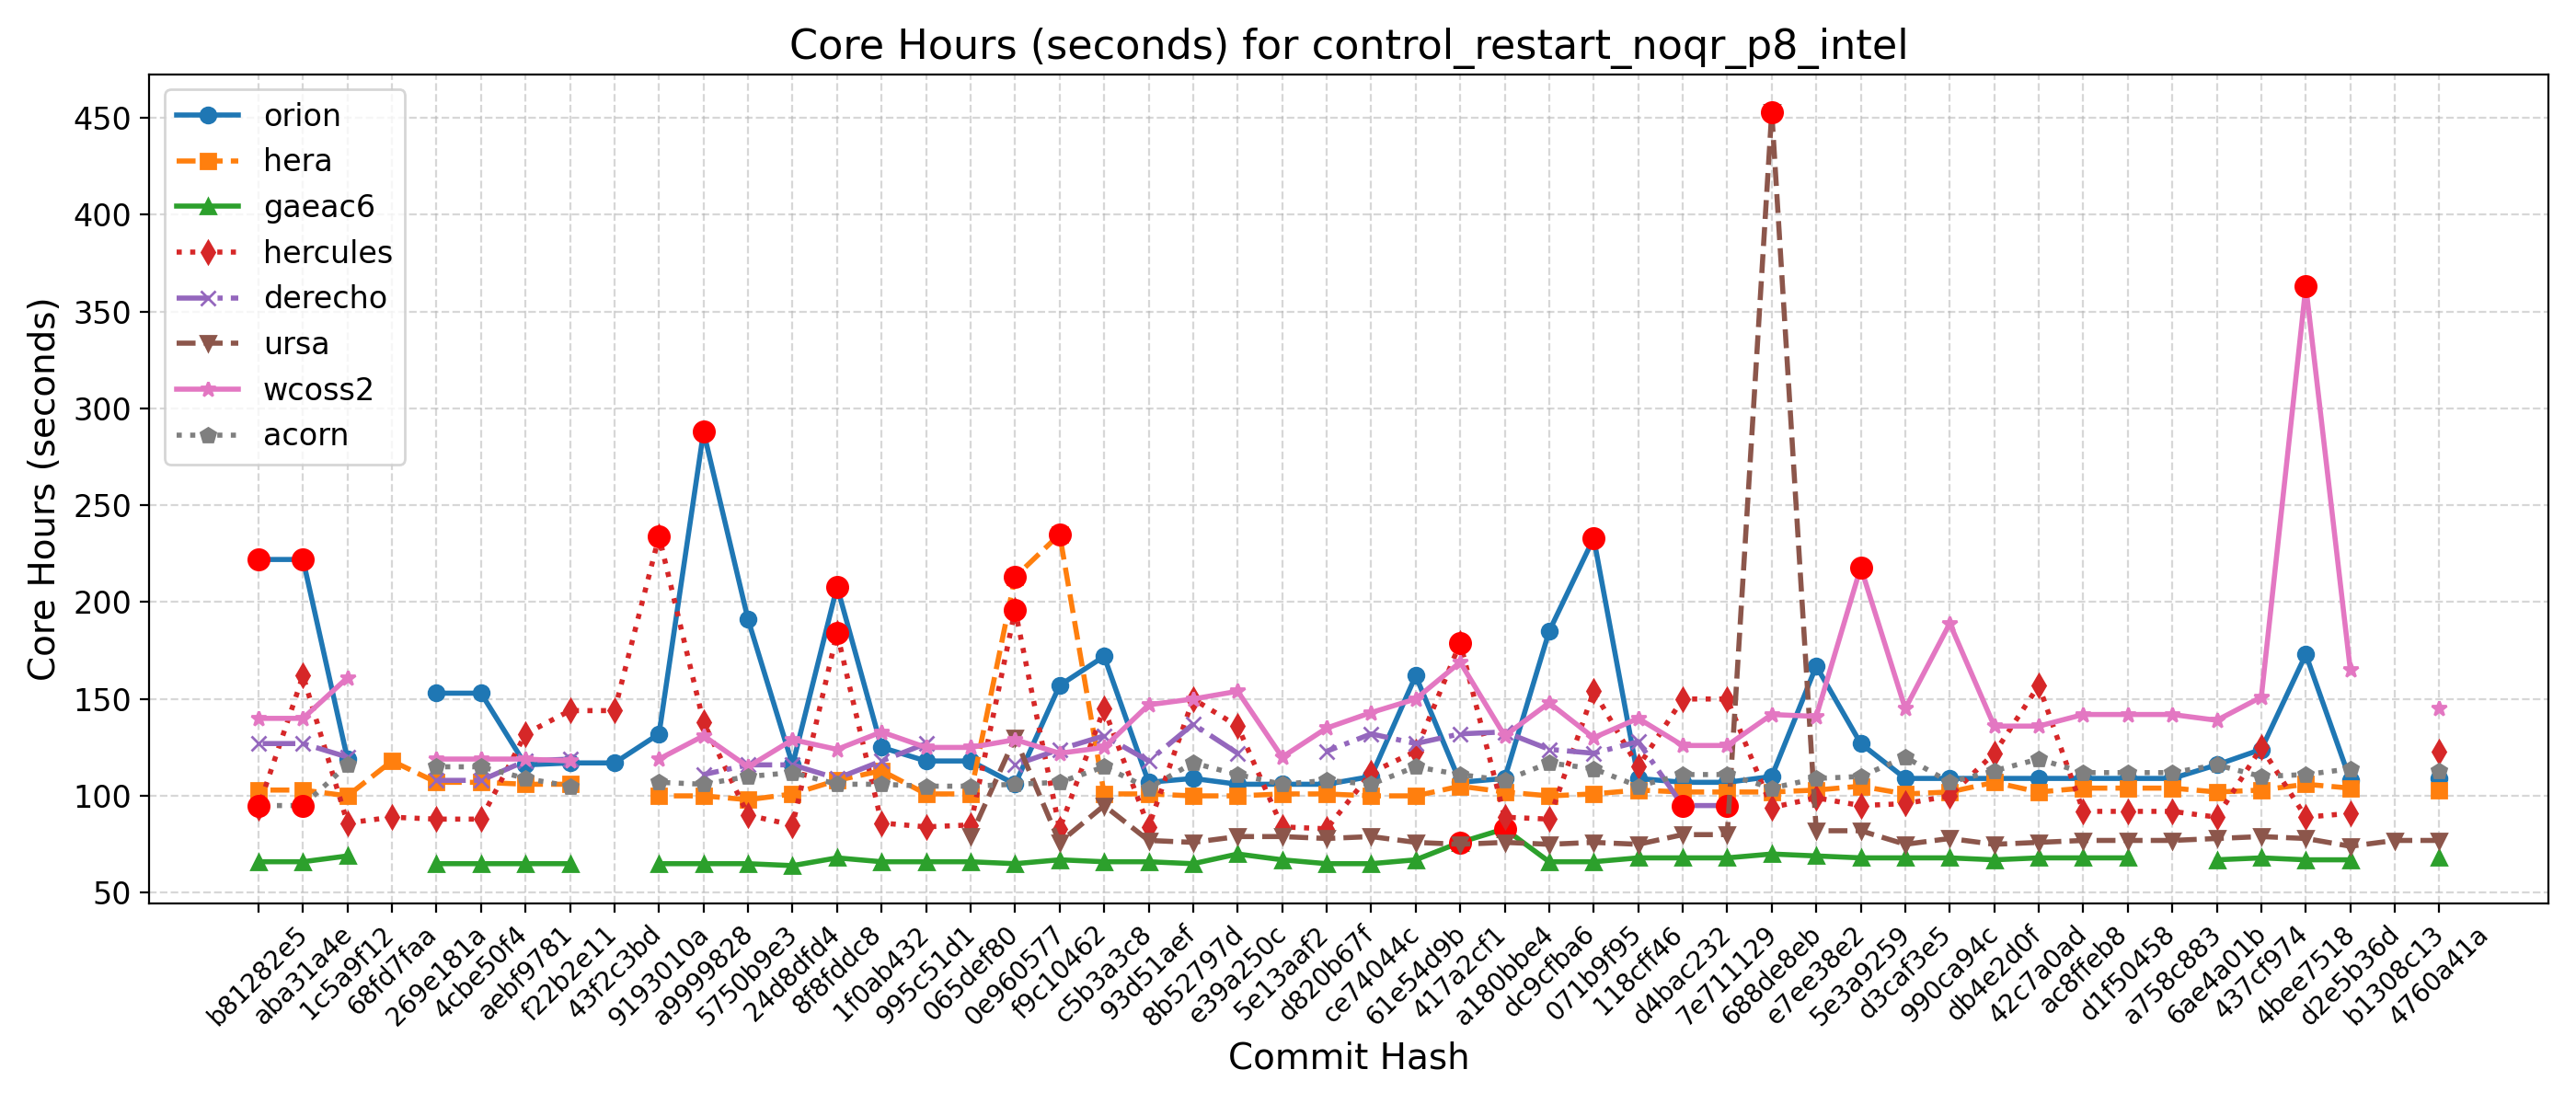 Core Hours (seconds) for control_restart_noqr_p8_intel
Core Hours (seconds)
450
400
350
300
250
200
150
100
50
orion
hera
gaeac6
hercules
derecho
ursa
wcoss2
acorn
b81282e5
aba31a4e
1c5a9f12
68fd7faa
269e181a
4cbe50f4
aebf9781
f22b2e11
43f2c3bd
9193010a
a9999828
5750b9e3
24d8dfd4
8f8fddc8
1f0ab432
995c51d1
065def80
0e960577
f9c10462
c5b3a3c8
93d51aef
8b52797d
e39a250c
5e13aaf2
d820b67f
ce74044c
61e54d9b
417a2cf1
a180bbe4
dc9cfba6
071b9f95
118cff46
d4bac232
7e711129
688de8eb
e7ee38e2
5e3a9259
d3caf3e5
990ca94c
db4e2d0f
42c7a0ad
ac8ffeb8
d1f50458
a758c883
6ae4a01b
437cf974
4bee7518
d2e5b36d
b1308c13
4760a41a
Commit Hash